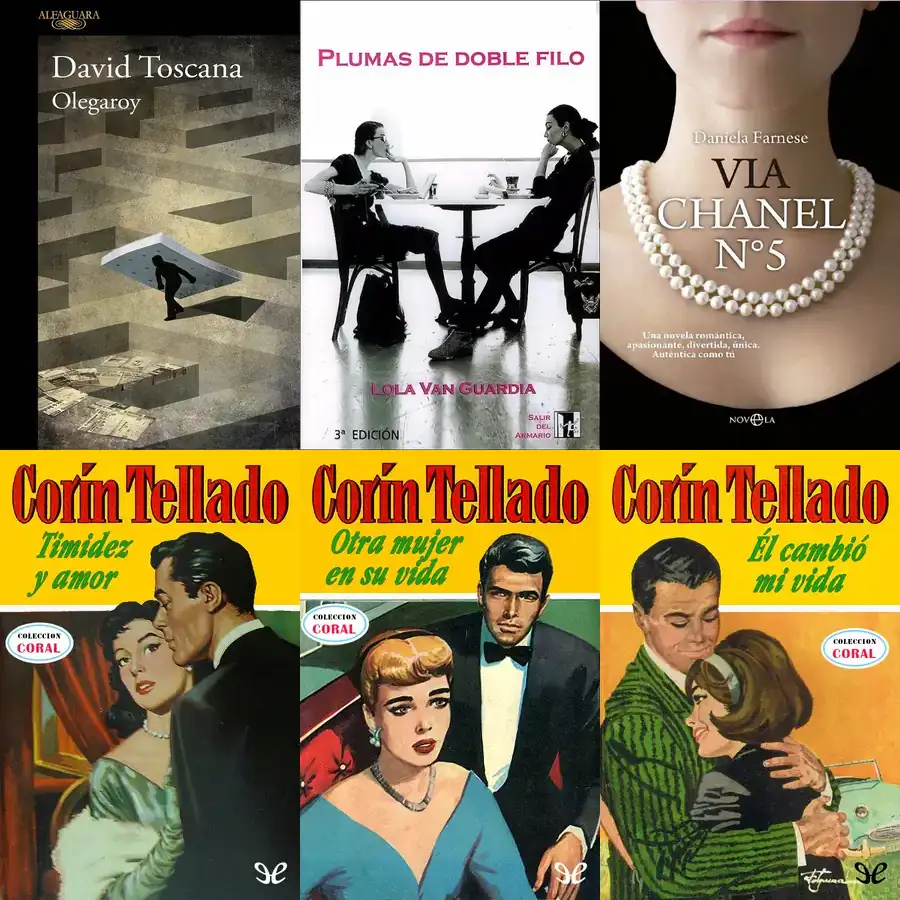 ALFAGUARA
David Toscana
Olegaroy
PLUMAS DE DOBLE FILO
LOLA VAN GUARDIA
3ª EDICIÓN
SALIR
DEL
ARMARIO
Daniela Farnese
VIA
CHANEL
N°5
Una novela romántica,
apasionante, divertida, única.
Auténtica como tú
NOVELA
Corín Tellado
Timidez
y amor
COLECCION
CORAL
Corín Tellado
Otra mujer
en su vida
COLECCION
CORAL
Corín Tellado
Él cambió
mi vida
COLECCION
CORAL